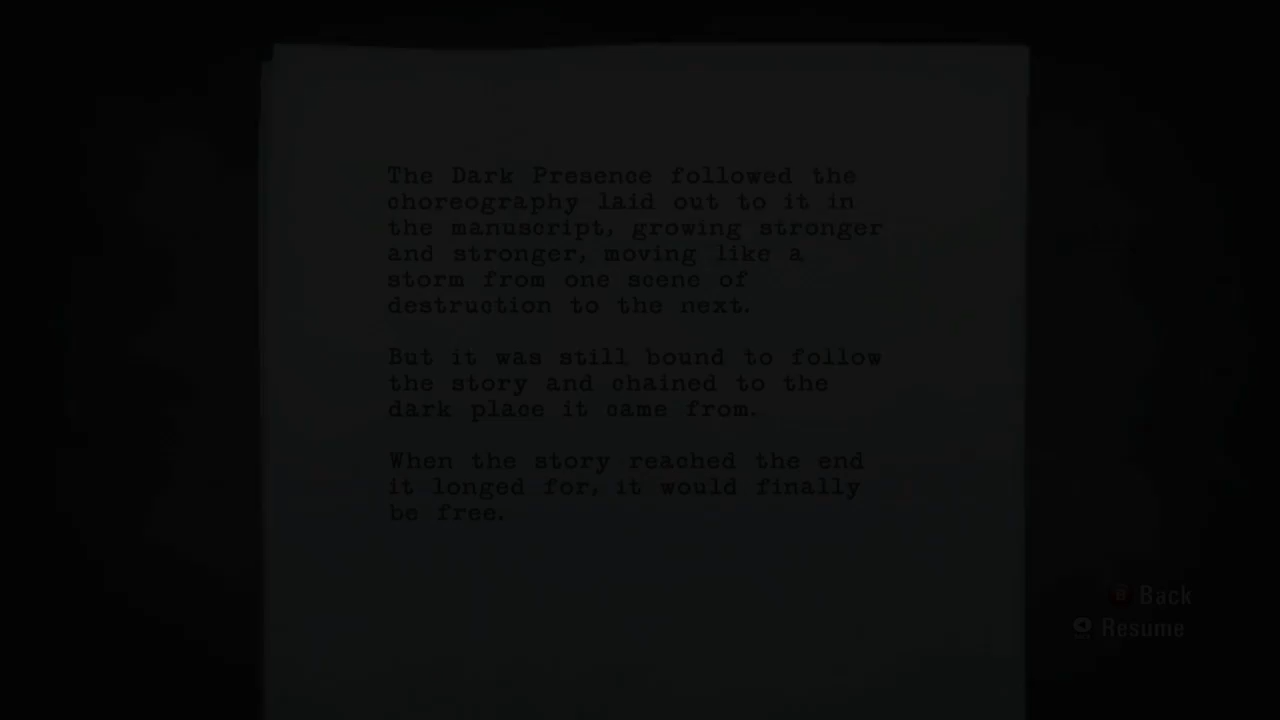 The Dark Presence followed the
choreography laid out to it in
the manuscript, growing stronger
and stronger, moving like a
storm from one scene of
destruction to the next.
But it was still bound to follow
the story and chained to the
dark place it came from.
When the story reached the end
it longed for, it would finally
be free.
B Back
Resume